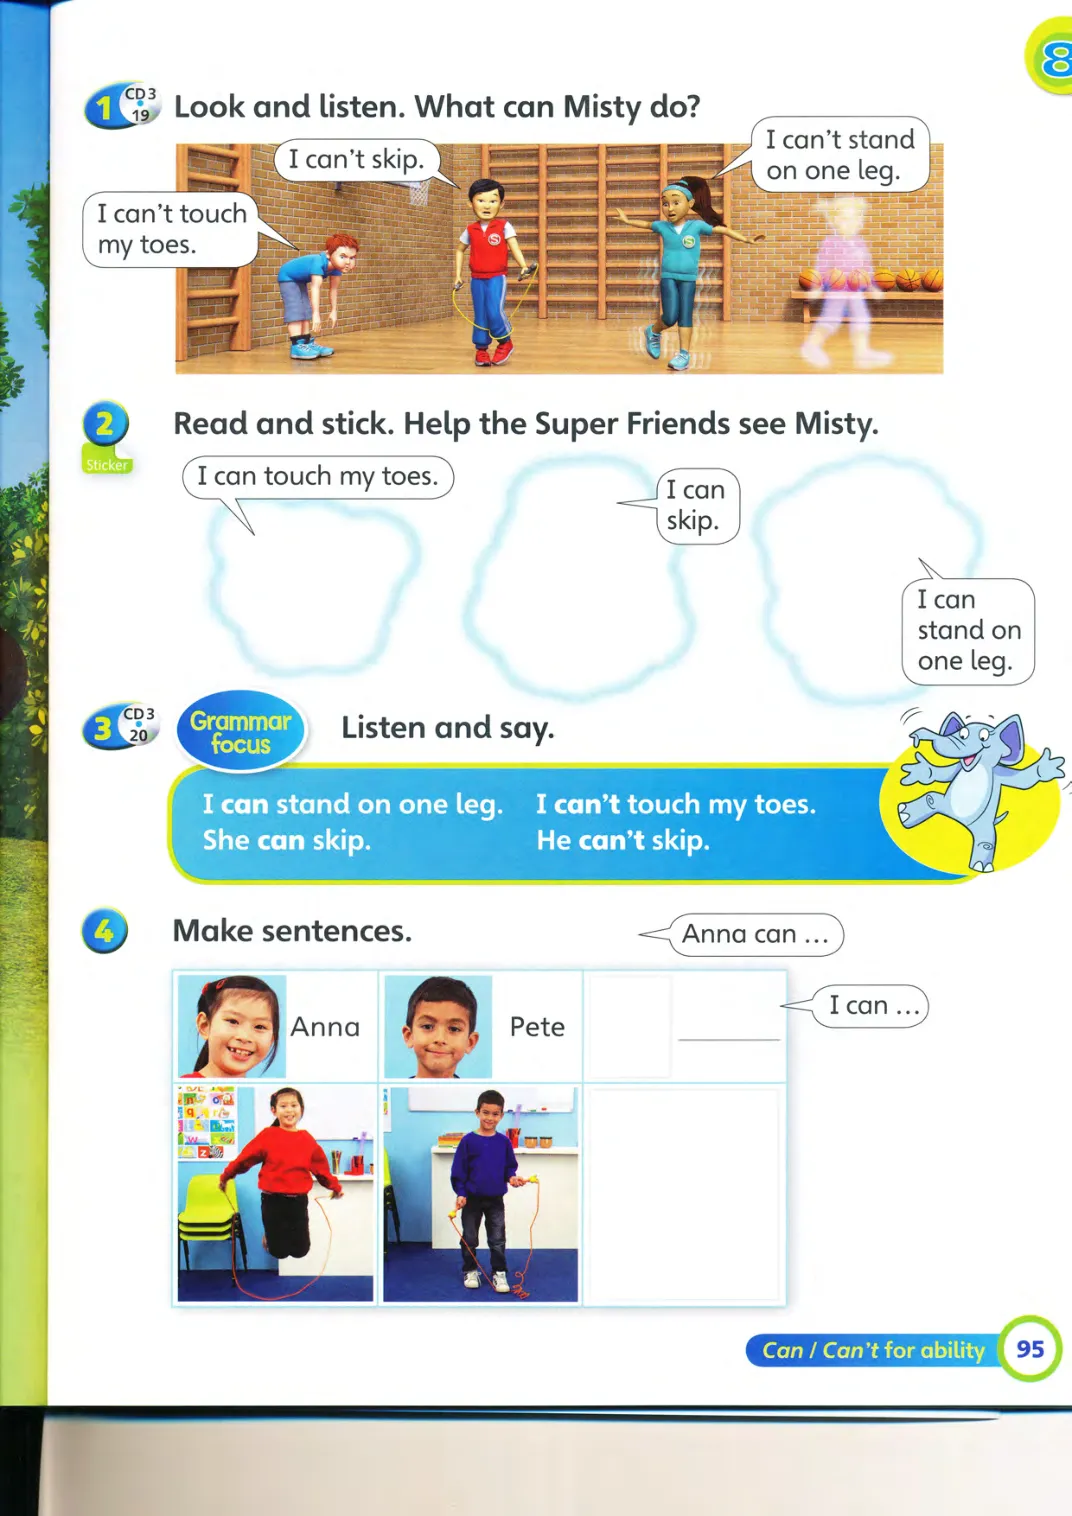 8
1 CD3 19 Look and listen. What can Misty do?
I can't skip.
I can't stand
on one leg.
I can't touch
my toes.
S
S
2 Read and stick. Help the Super Friends see Misty.
Sticker
I can touch my toes.
I can
skip.
I can
stand on
one leg.
3 CD3 20 Grammar
focus
Listen and say.
I can stand on one leg. I can't touch my toes.
She can skip. He can't skip.
4 Make sentences.
Anna can ...
I can ...
Anna
Pete
Can / Can't for ability 95